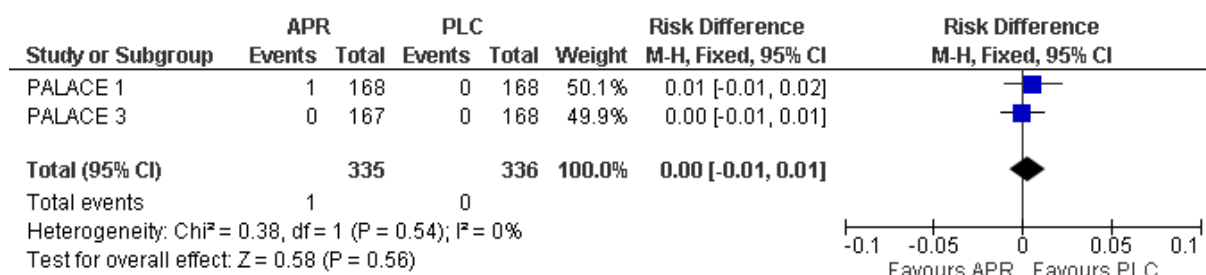 APR PLC Risk Difference Risk Difference
Study or Subgroup Events Total Events Total Weight M-H, Fixed, 95% CI M-H, Fixed, 95% CI
PALACE 1 1 168 0 168 50.1% 0.01 [-0.01, 0.02]
PALACE 3 0 167 0 168 49.9% 0.00 [-0.01, 0.01]
Total (95% CI) 335 336 100.0% 0.00 [-0.01, 0.01]
Total events 1 0
Heterogeneity: Chi² = 0.38, df = 1 (P = 0.54); I² = 0%
Test for overall effect: Z = 0.58 (P = 0.56)
-0.1 -0.05 0 0.05 0.1
Favours APR Favours PLC